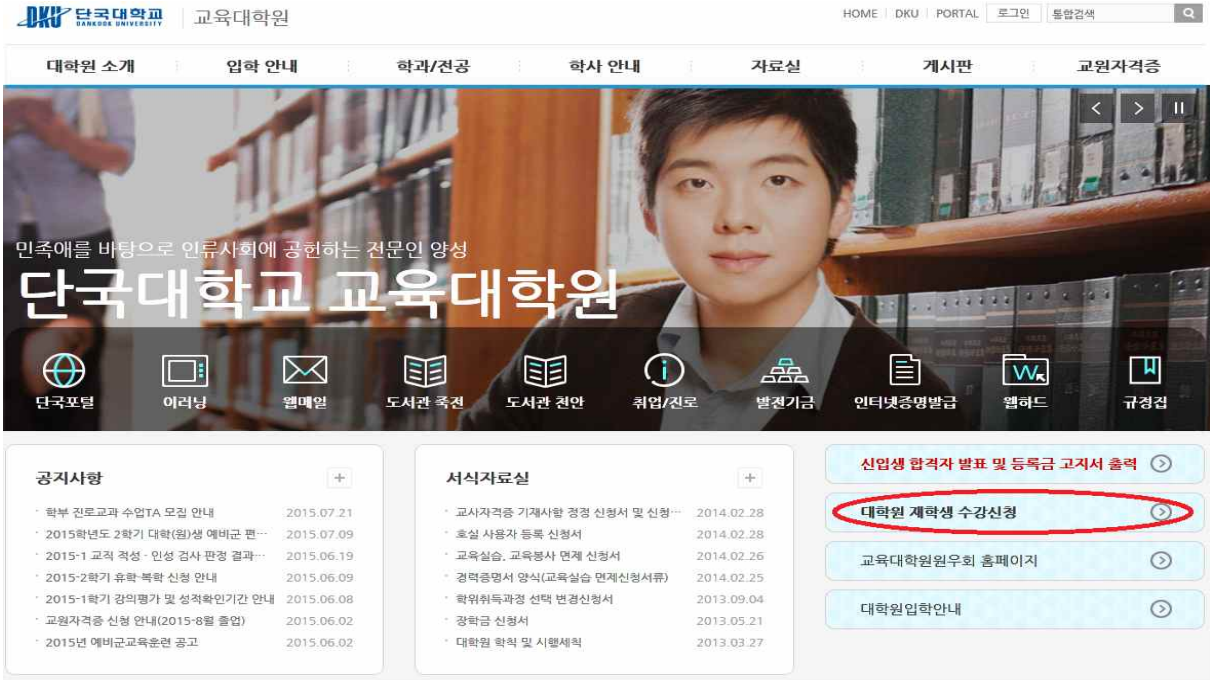 DKU 단국대학교 교육대학원
DANKOOK UNIVERSITY
HOME DKU PORTAL 로그인 통합검색
대학원 소개 입학 안내 학과/전공 학사 안내 자료실 게시판 교원자격증
민족애를 바탕으로 인류사회에 공헌하는 전문인 양성
단국대학교 교육대학원
단국포털 이러닝 웹메일 도서관 죽전 도서관 천안 취업/진로 발전기금 인터넷증명발급 웹하드 규정집
공지사항
학부 진로교과 수업TA 모집 안내 2015.07.21
2015학년도 2학기 대학(원)생 예비군 편… 2015.07.09
2015-1 교직 적성 · 인성 검사 판정 결과… 2015.06.19
2015-2학기 휴학·복학 신청 안내 2015.06.09
2015-1학기 강의평가 및 성적확인기간 안내 2015.06.08
교원자격증 신청 안내(2015-8월 졸업) 2015.06.02
2015년 예비군교육훈련 공고 2015.06.02
서식자료실
교사자격증 기재사항 정정 신청서 및 신청… 2014.02.28
호실 사용자 등록 신청서 2014.02.28
교육실습, 교육봉사 면제 신청서 2014.02.26
경력증명서 양식(교육실습 면제신청서류) 2014.02.25
학위취득과정 선택 변경신청서 2013.09.04
장학금 신청서 2013.05.21
대학원 학칙 및 시행세칙 2013.03.27
신입생 합격자 발표 및 등록금 고지서 출력
대학원 재학생 수강신청
교육대학원원우회 홈페이지
대학원입학안내